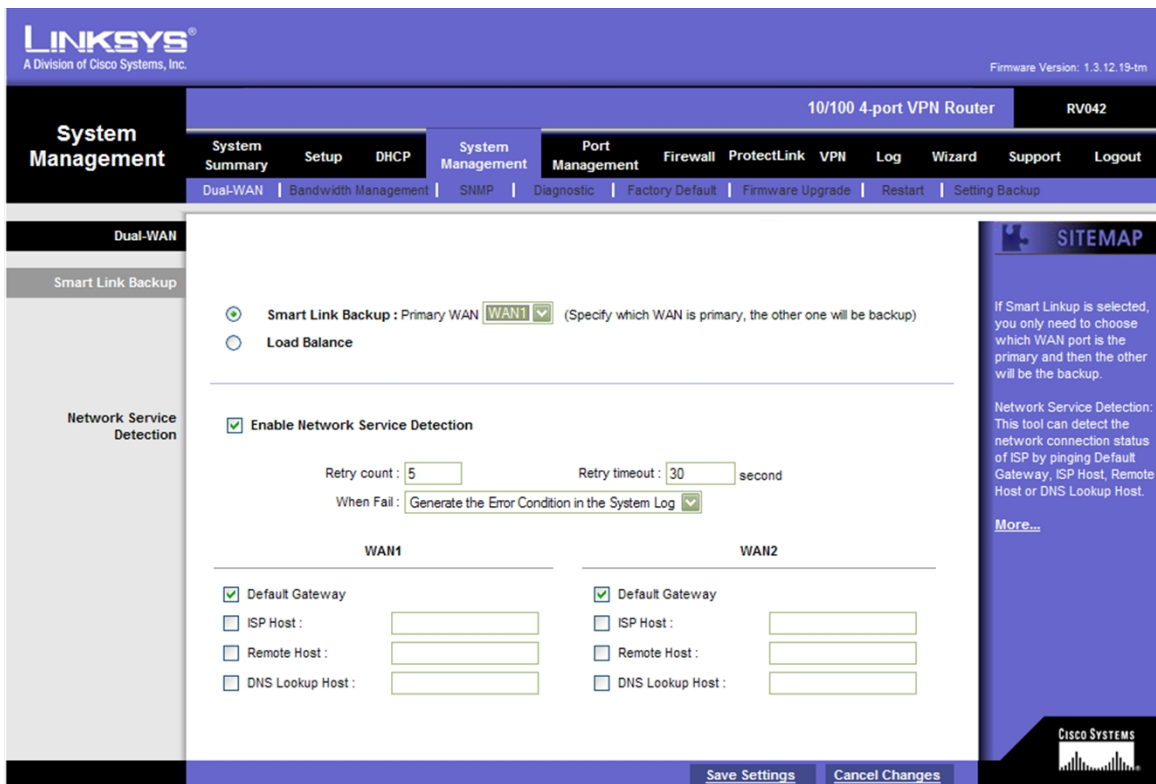 LINKSYS®
A Division of Cisco Systems, Inc.
Firmware Version: 1.3.12.19-tm
10/100 4-port VPN Router
RV042
System Management
System Summary
Setup
DHCP
System Management
Port Management
Firewall
ProtectLink
VPN
Log
Wizard
Support
Logout
Dual-WAN | Bandwidth Management | SNMP | Diagnostic | Factory Default | Firmware Upgrade | Restart | Setting Backup
Dual-WAN
SITEMAP
Smart Link Backup
Smart Link Backup : Primary WAN WAN1 (Specify which WAN is primary, the other one will be backup)
Load Balance
If Smart Linkup is selected,
you only need to choose
which WAN port is the
primary and then the other
will be the backup.
Network Service
Detection
Enable Network Service Detection
Retry count : 5
Retry timeout : 30 second
When Fail : Generate the Error Condition in the System Log
Network Service Detection:
This tool can detect the
network connection status
of ISP by pinging Default
Gateway, ISP Host, Remote
Host or DNS Lookup Host.
More...
WAN1
Default Gateway
ISP Host :
Remote Host :
DNS Lookup Host :
WAN2
Default Gateway
ISP Host :
Remote Host :
DNS Lookup Host :
CISCO SYSTEMS
Save Settings
Cancel Changes